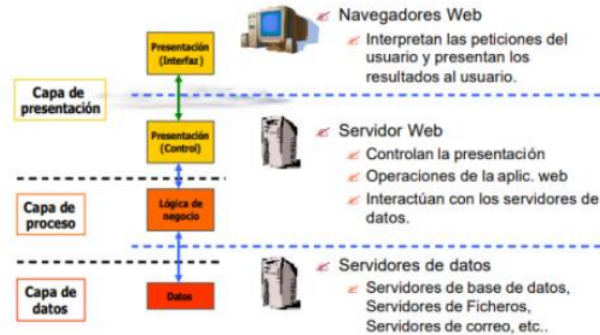 Navegadores Web
Interpretan las peticiones del
usuario y presentan los
resultados al usuario.
Presentación
(Interfaz)
Capa de
presentación
Presentación
(Control)
Servidor Web
Controlan la presentación
Operaciones de la aplic. web
Interactúan con los servidores de
datos.
Capa de
proceso
Lógica de
negocio
Servidores de datos
Servidores de base de datos,
Servidores de Ficheros,
Servidores de correo, etc..
Capa de
datos
Datos